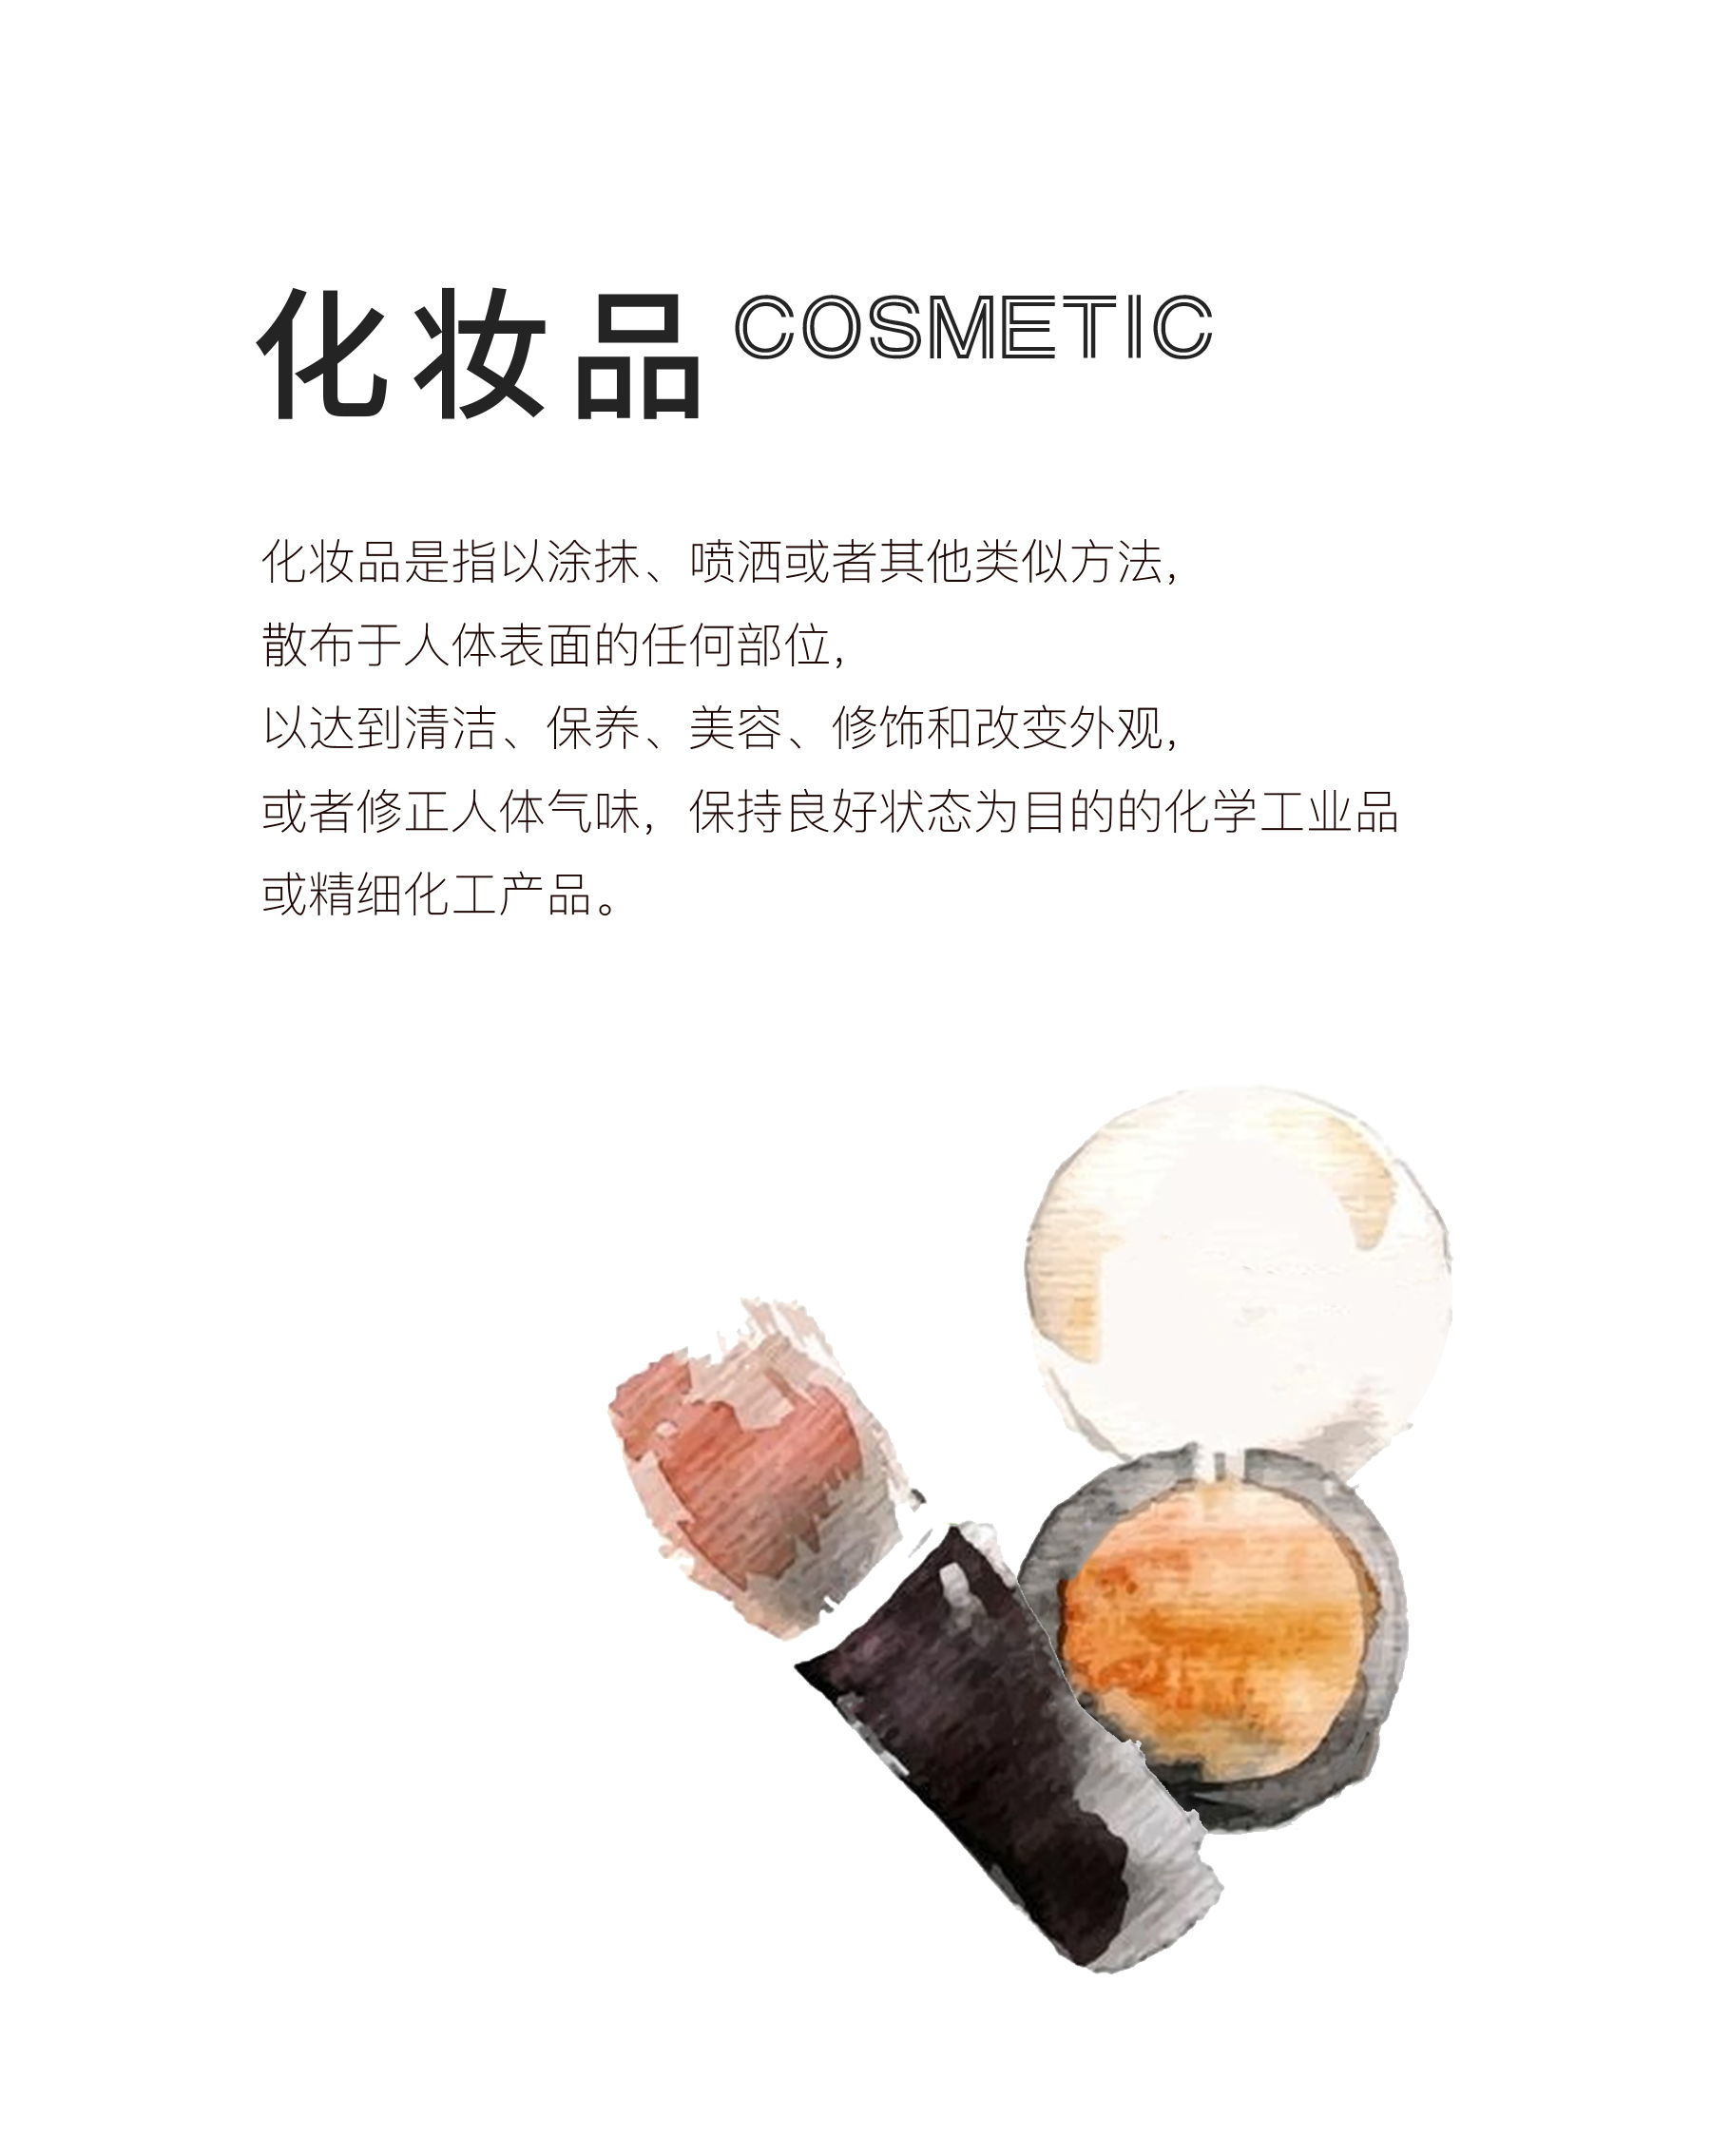 化妆品 COSMETIC
化妆品是指以涂抹、喷洒或者其他类似方法，
散布于人体表面的任何部位，
以达到清洁、保养、美容、修饰和改变外观，
或者修正人体气味，保持良好状态为目的的化学工业品
或精细化工产品。